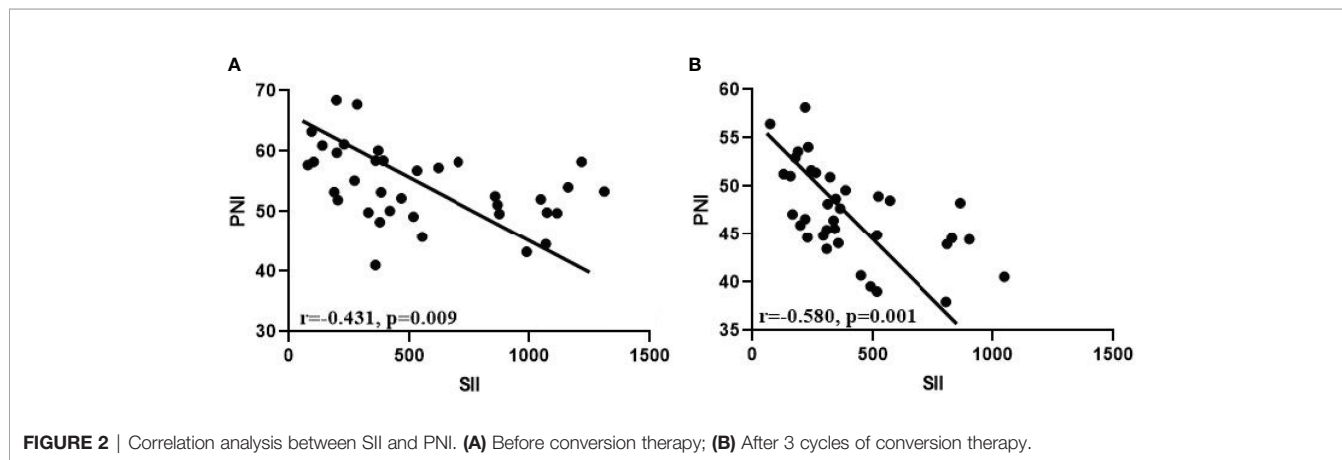 A
B
70
60
50
40
30
PNI
r=-0.431, p=0.009
0
500
1000
1500
SII
60
55
50
45
40
35
PNI
r=-0.580, p=0.001
0
500
1000
1500
SII
FIGURE 2 | Correlation analysis between SII and PNI. (A) Before conversion therapy; (B) After 3 cycles of conversion therapy.